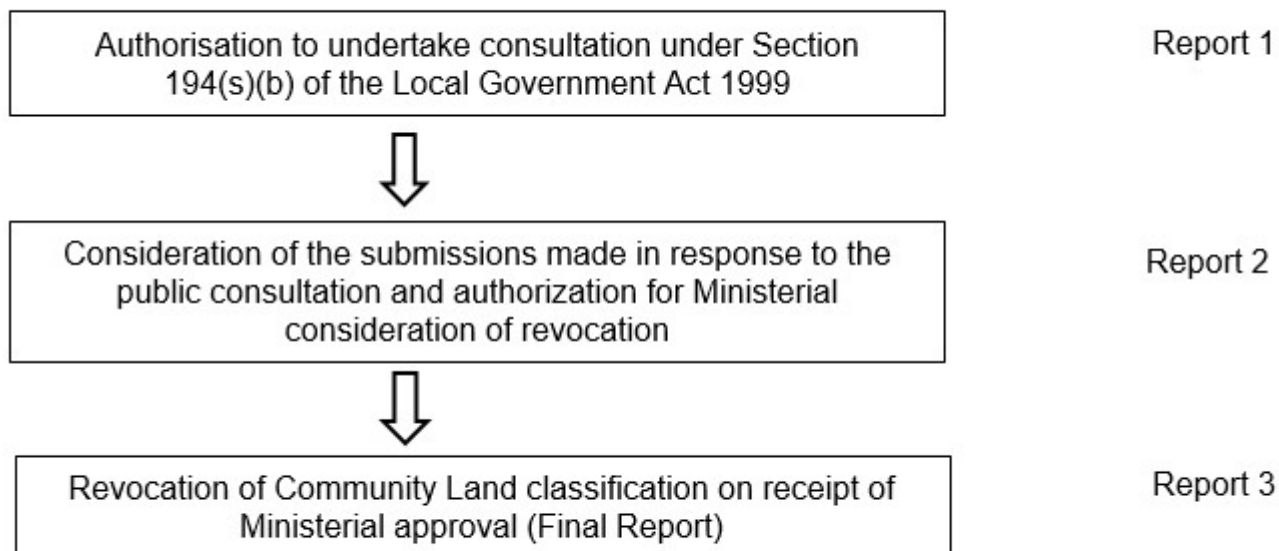 Authorisation to undertake consultation under Section
194(s)(b) of the Local Government Act 1999
Report 1
Consideration of the submissions made in response to the
public consultation and authorization for Ministerial
consideration of revocation
Report 2
Revocation of Community Land classification on receipt of
Ministerial approval (Final Report)
Report 3